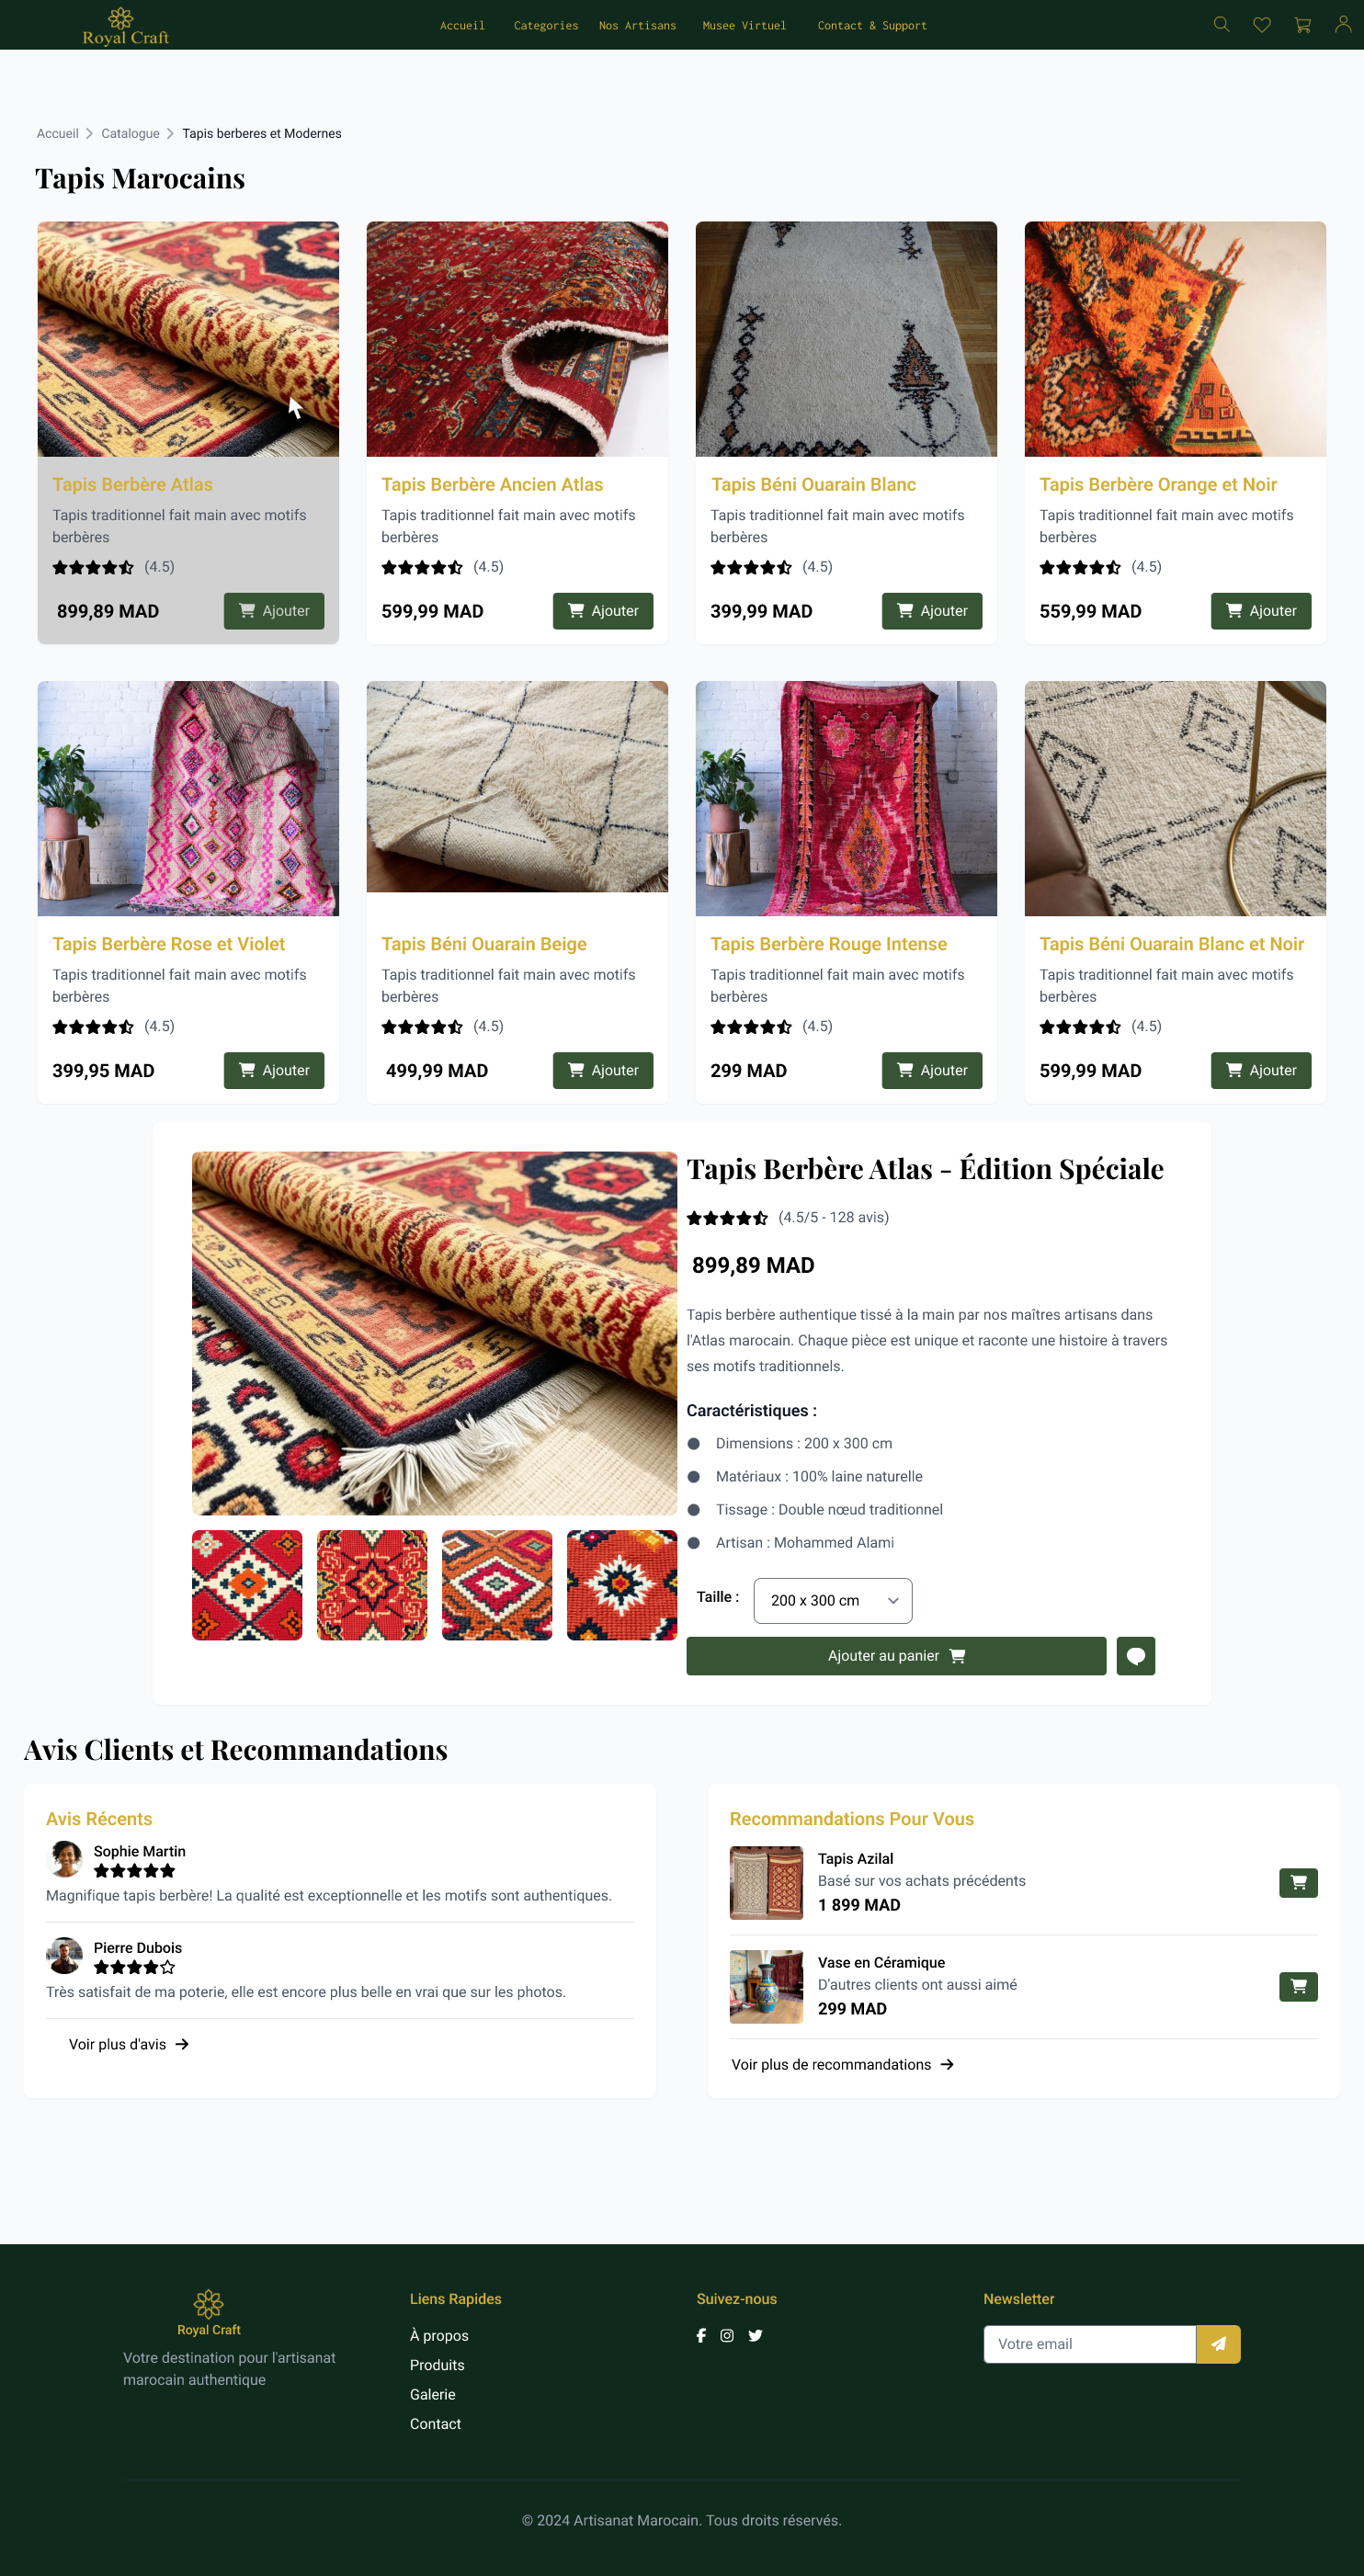 Royal Craft
Accueil
Categories
Nos Artisans
Musee Virtuel
Contact & Support
Accueil
Catalogue
Tapis berberes et Modernes
Tapis Marocains
Tapis Berbère Atlas
Tapis traditionnel fait main avec motifs
berbères
(4.5)
899,89 MAD
Ajouter
Tapis Berbère Ancien Atlas
Tapis traditionnel fait main avec motifs
berbères
(4.5)
599,99 MAD
Ajouter
Tapis Béni Ouarain Blanc
Tapis traditionnel fait main avec motifs
berbères
(4.5)
399,99 MAD
Ajouter
Tapis Berbère Orange et Noir
Tapis traditionnel fait main avec motifs
berbères
(4.5)
559,99 MAD
Ajouter
Tapis Berbère Rose et Violet
Tapis traditionnel fait main avec motifs
berbères
(4.5)
399,95 MAD
Ajouter
Tapis Béni Ouarain Beige
Tapis traditionnel fait main avec motifs
berbères
(4.5)
499,99 MAD
Ajouter
Tapis Berbère Rouge Intense
Tapis traditionnel fait main avec motifs
berbères
(4.5)
299 MAD
Ajouter
Tapis Béni Ouarain Blanc et Noir
Tapis traditionnel fait main avec motifs
berbères
(4.5)
599,99 MAD
Ajouter
Tapis Berbère Atlas - Édition Spéciale
(4.5/5 - 128 avis)
899,89 MAD
Tapis berbère authentique tissé à la main par nos maîtres artisans dans
l'Atlas marocain. Chaque pièce est unique et raconte une histoire à travers
ses motifs traditionnels.
Caractéristiques :
Dimensions : 200 x 300 cm
Matériaux : 100% laine naturelle
Tissage : Double nœud traditionnel
Artisan : Mohammed Alami
Taille :
200 x 300 cm
Ajouter au panier
Avis Clients et Recommandations
Avis Récents
Sophie Martin
Magnifique tapis berbère! La qualité est exceptionnelle et les motifs sont authentiques.
Pierre Dubois
Très satisfait de ma poterie, elle est encore plus belle en vrai que sur les photos.
Voir plus d'avis
Recommandations Pour Vous
Tapis Azilal
Basé sur vos achats précédents
1 899 MAD
Vase en Céramique
D'autres clients ont aussi aimé
299 MAD
Voir plus de recommandations
Royal Craft
Votre destination pour l'artisanat
marocain authentique
Liens Rapides
À propos
Produits
Galerie
Contact
Suivez-nous
Newsletter
Votre email
© 2024 Artisanat Marocain. Tous droits réservés.